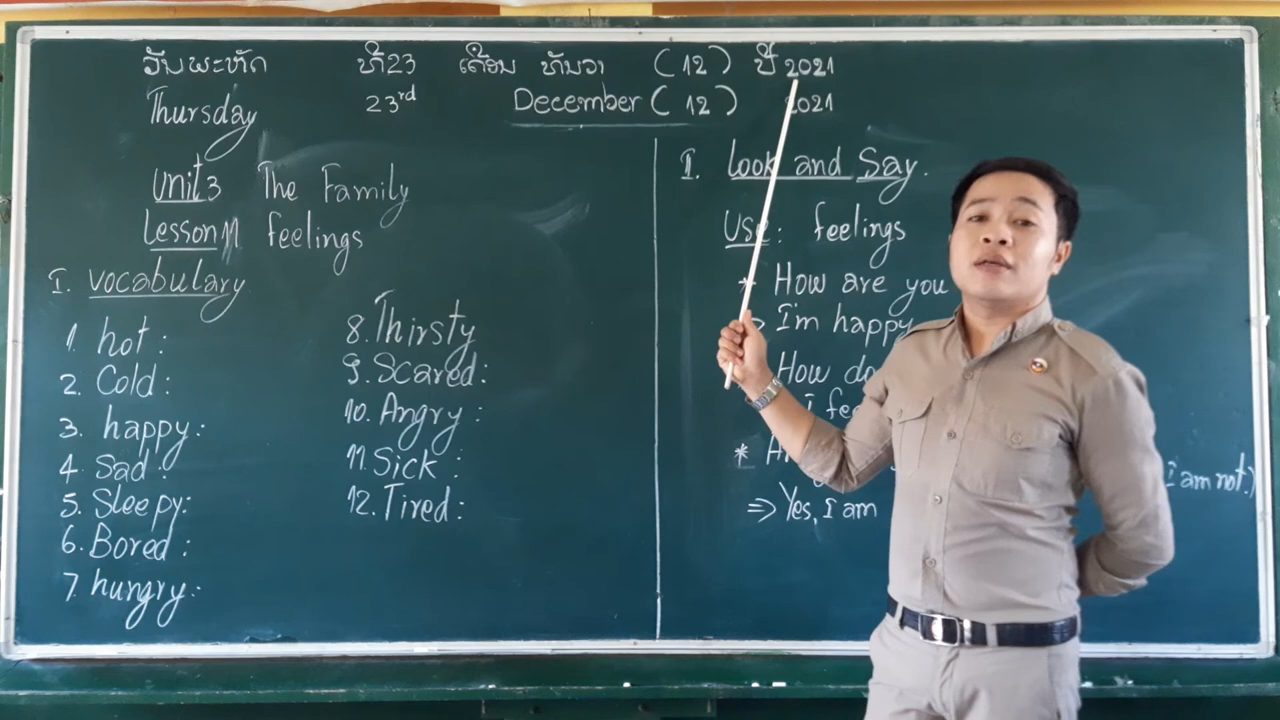 ວັນພະຫັດ ທີ23 ເດືອນ ທັນວາ (12) ປີ 2021
Thursday 23rd December (12) 2021
Unit 3 The Family
Lesson 11 feelings
I. vocabulary
1. hot :
2. Cold :
3. happy:
4. Sad :
5. Sleepy:
6. Bored :
7. hungry:
8. Thirsty
9. Scared:
10. Angry :
11. Sick :
12. Tired :
II. Look and Say.
Use: feelings
* How are you
⇒ I'm happy
How do
I fee
*
⇒ Yes, I am I am not.)